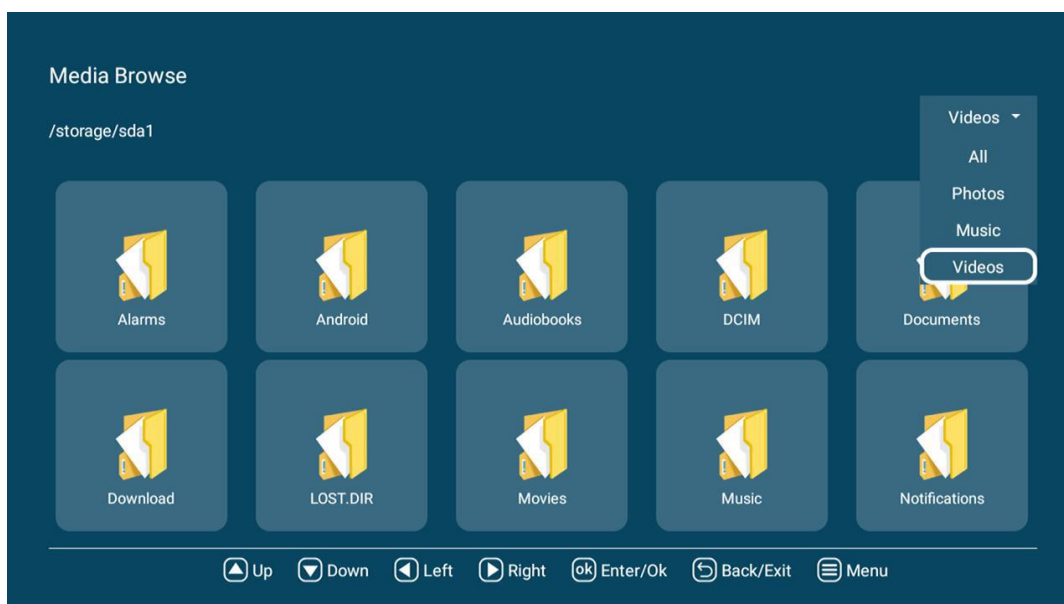 Media Browse
/storage/sda1
Videos
All
Photos
Music
Videos
Alarms
Android
Audiobooks
DCIM
Documents
Download
LOST.DIR
Movies
Music
Notifications
Up Down Left Right ok Enter/Ok Back/Exit Menu